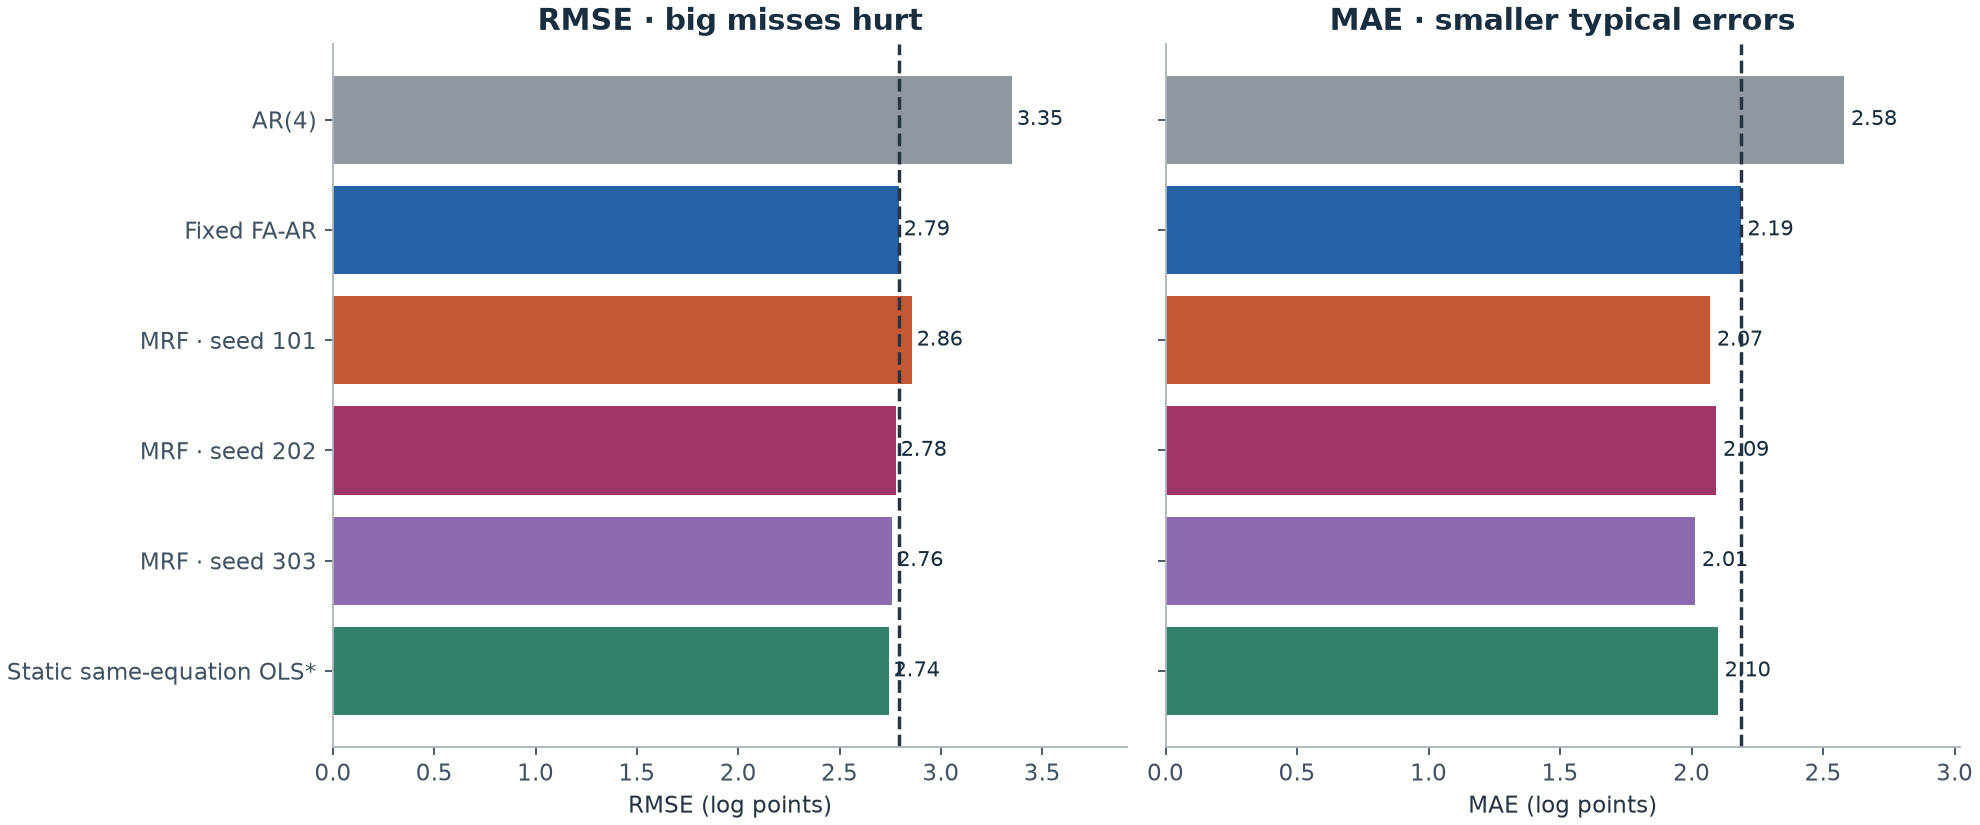 RMSE · big misses hurt
AR(4)
3.35
Fixed FA-AR
2.79
MRF · seed 101
2.86
MRF · seed 202
2.78
MRF · seed 303
2.76
Static same-equation OLS*
2.74
0.0 0.5 1.0 1.5 2.0 2.5 3.0 3.5
RMSE (log points)
MAE · smaller typical errors
2.58
2.19
2.07
2.09
2.01
2.10
0.0 0.5 1.0 1.5 2.0 2.5 3.0
MAE (log points)